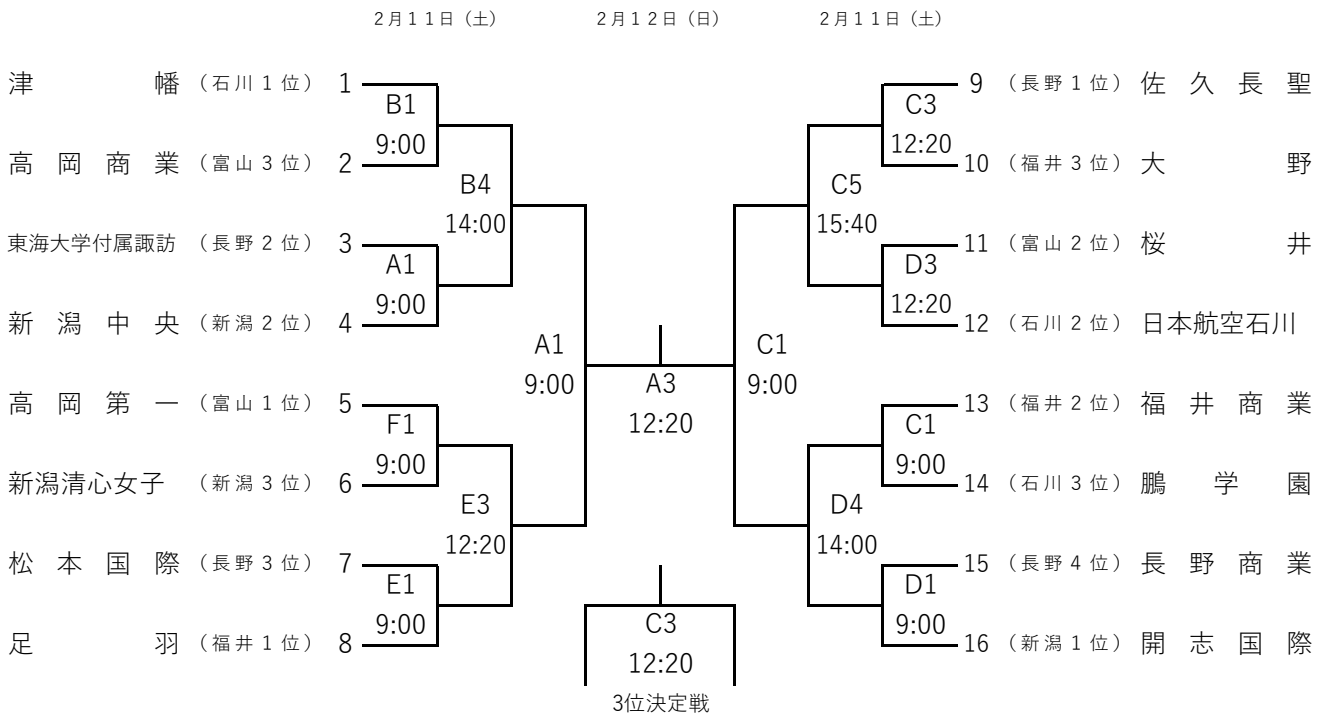 2月11日（土） 2月12日（日） 2月11日（土）
津幡 （石川1位） 1 9 （長野1位） 佐久長聖
B1 C3
9:00 12:20
高岡商業 （富山3位） 2 10 （福井3位） 大野
B4 C5
14:00 15:40
東海大学付属諏訪 （長野2位） 3 11 （富山2位） 桜井
A1 D3
9:00 12:20
新潟中央 （新潟2位） 4 12 （石川2位） 日本航空石川
A1 C1
9:00 A3 9:00
高岡第一 （富山1位） 5 13 （福井2位） 福井商業
F1 12:20 C1
9:00 9:00
新潟清心女子 （新潟3位） 6 14 （石川3位） 鵬学園
E3 D4
12:20 14:00
松本国際 （長野3位） 7 15 （長野4位） 長野商業
E1 D1
9:00 C3 9:00
足羽 （福井1位） 8 16 （新潟1位） 開志国際
12:20
3位決定戦